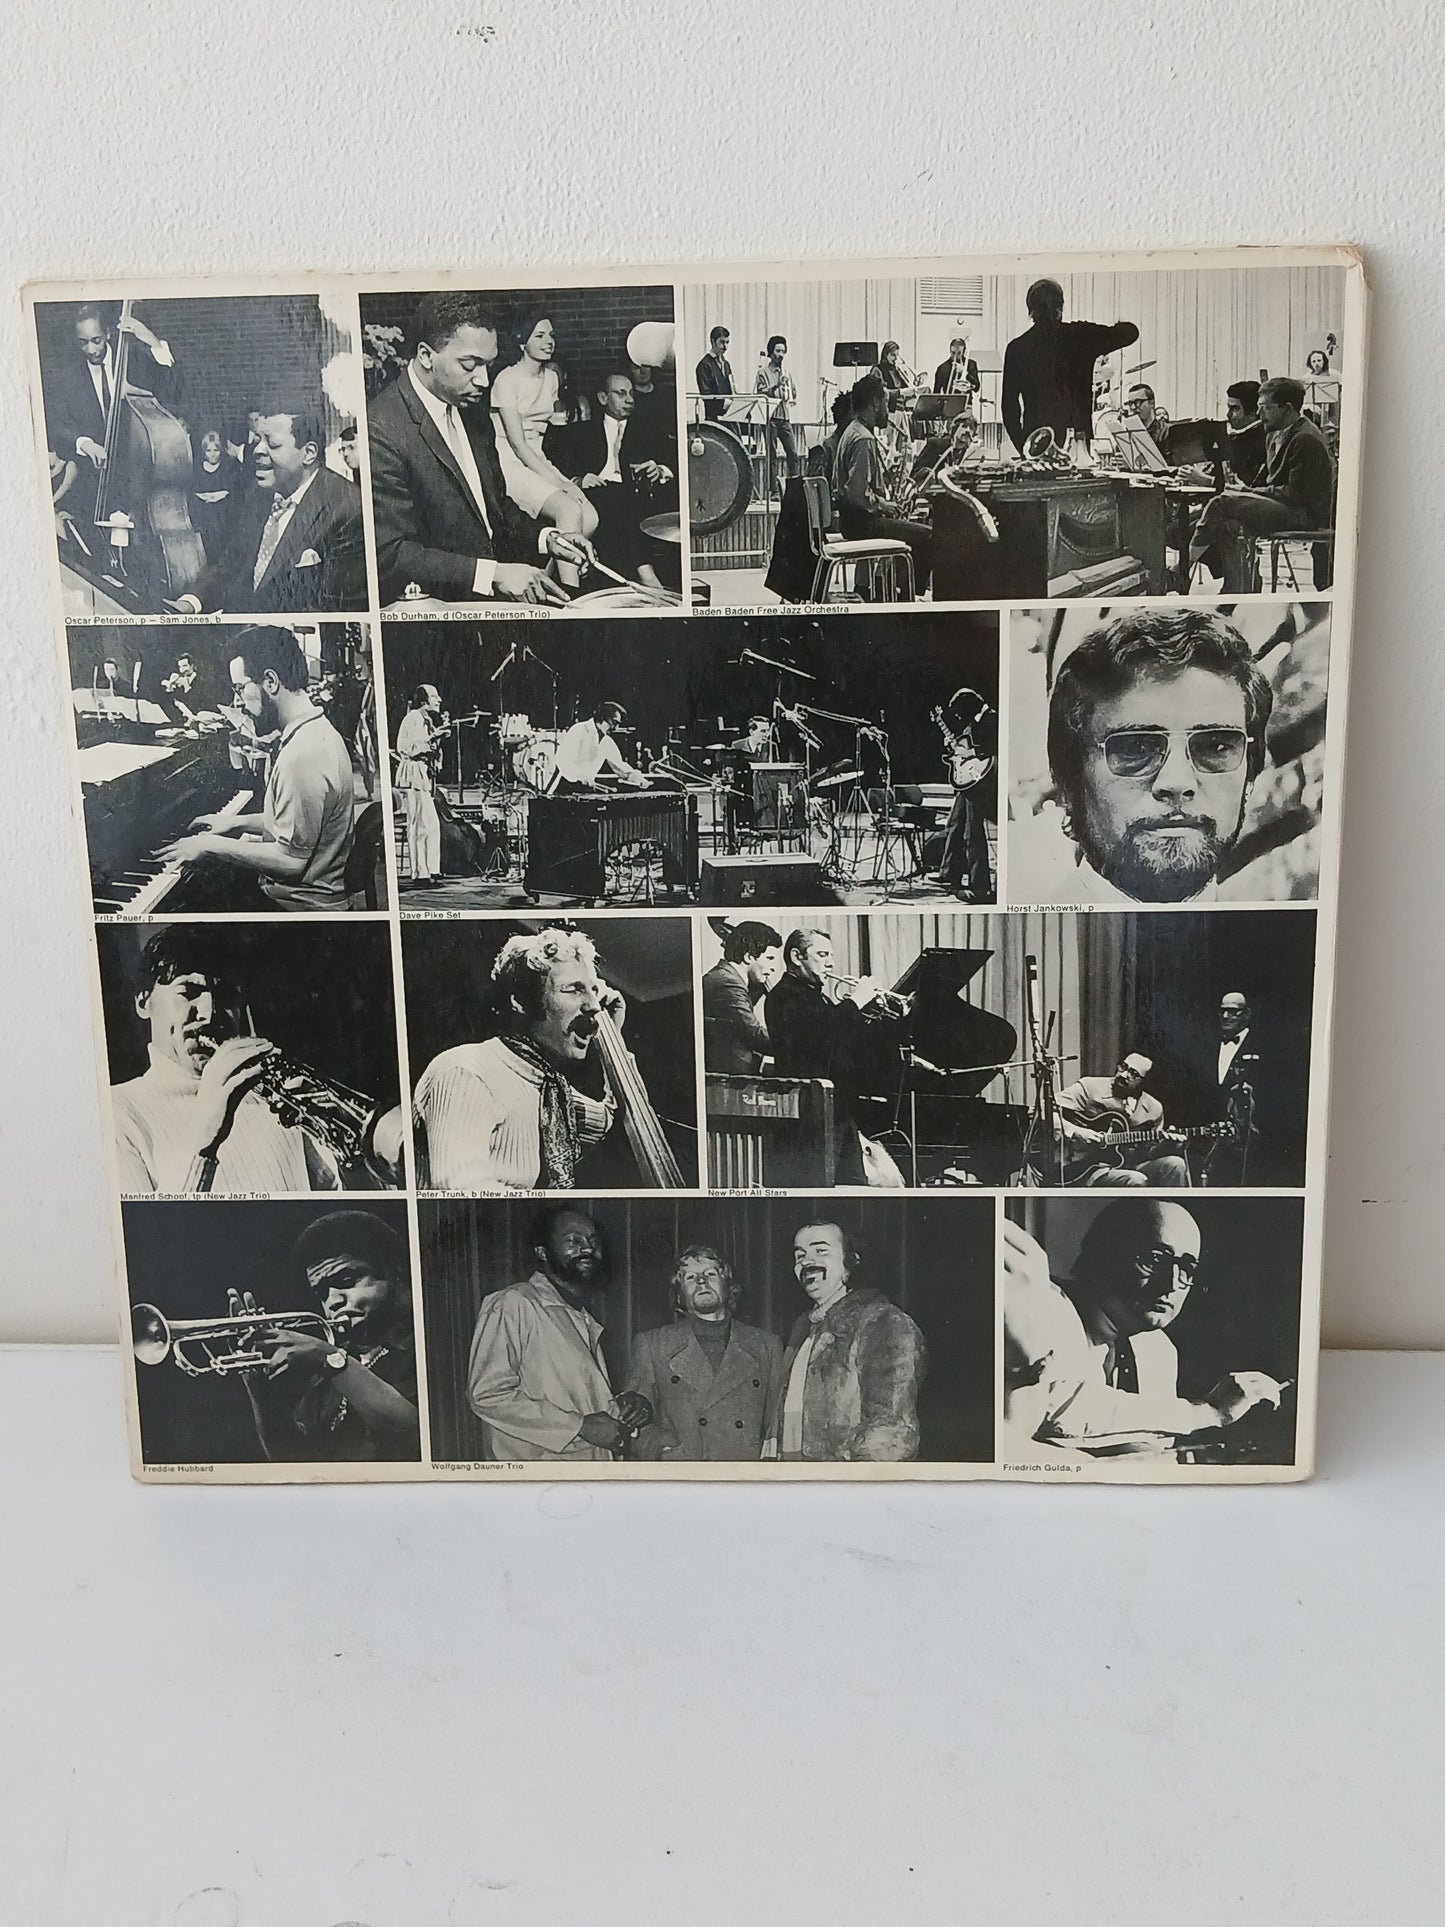 Oscar Peterson, p – Sam Jones, b
Bob Durham, d (Oscar Peterson Trio)
Baden Baden Free Jazz Orchestra
Fritz Pauer, p
Dave Pike Set
Horst Jankowski, p
Manfred Schoof, tp (New Jazz Trio)
Peter Trunk, b (New Jazz Trio)
New Port All Stars
Freddie Hubbard
Wolfgang Dauner Trio
Friedrich Gulda, p